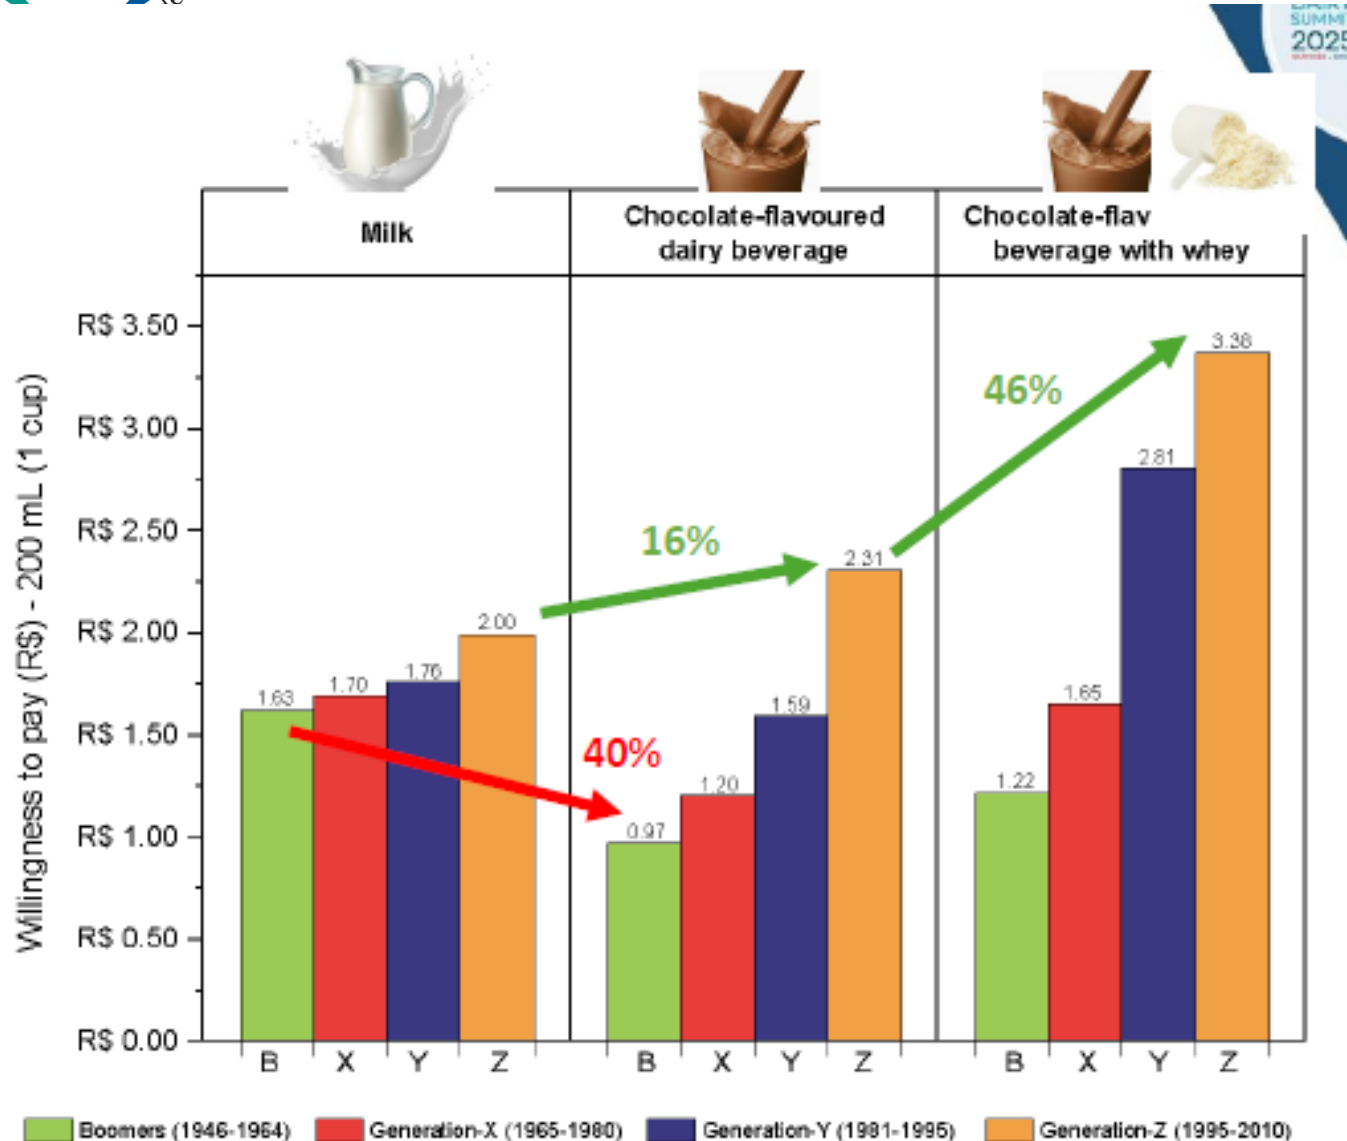 SUMMIT
2025
Milk
Chocolate-flavoured
dairy beverage
Chocolate-flav
beverage with whey
Willingness to pay (R$) - 200 mL (1 cup)
R$ 3.50
R$ 3.00
R$ 2.50
R$ 2.00
R$ 1.50
R$ 1.00
R$ 0.50
R$ 0.00
1.63
1.70
1.76
2.00
40%
16%
0.97
1.20
1.59
2.31
46%
1.22
1.65
2.81
3.38
B X Y Z
B X Y Z
B X Y Z
Boomers (1946-1964) Generation-X (1965-1980) Generation-Y (1981-1995) Generation-Z (1995-2010)